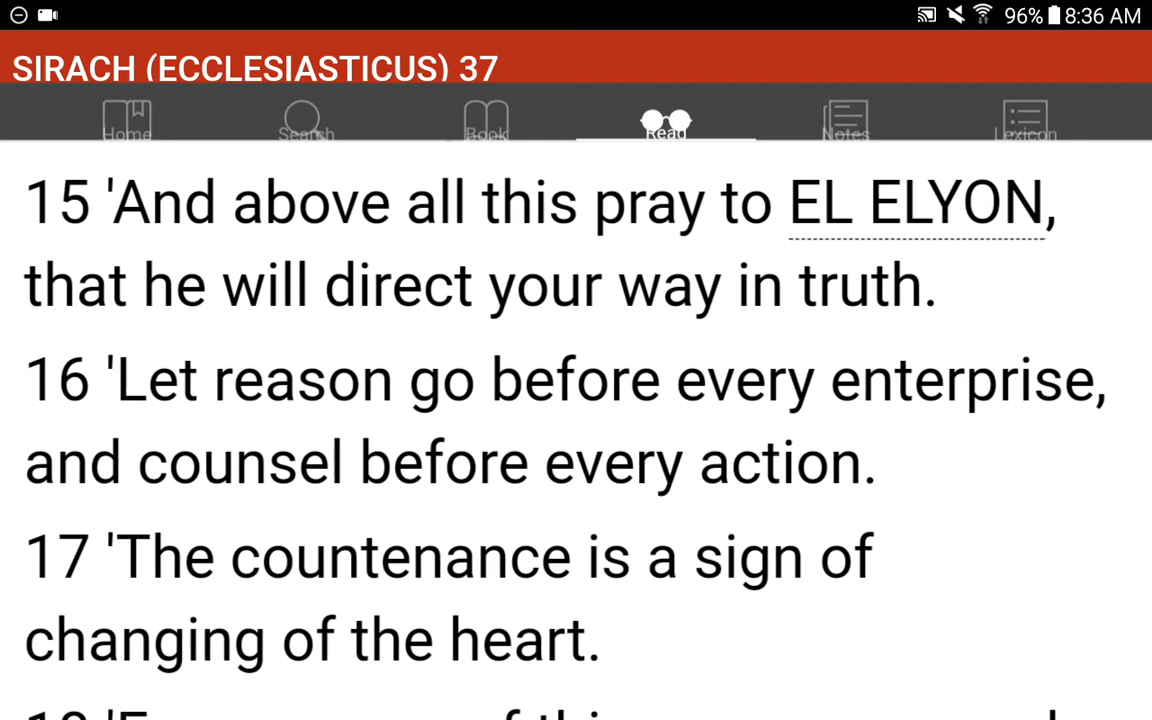 96% 8:36 AM
SIRACH (ECCLESIASTICUS) 37
Home Search Book Read Notes Lexicon
15 'And above all this pray to EL ELYON,
that he will direct your way in truth.
16 'Let reason go before every enterprise,
and counsel before every action.
17 'The countenance is a sign of
changing of the heart.